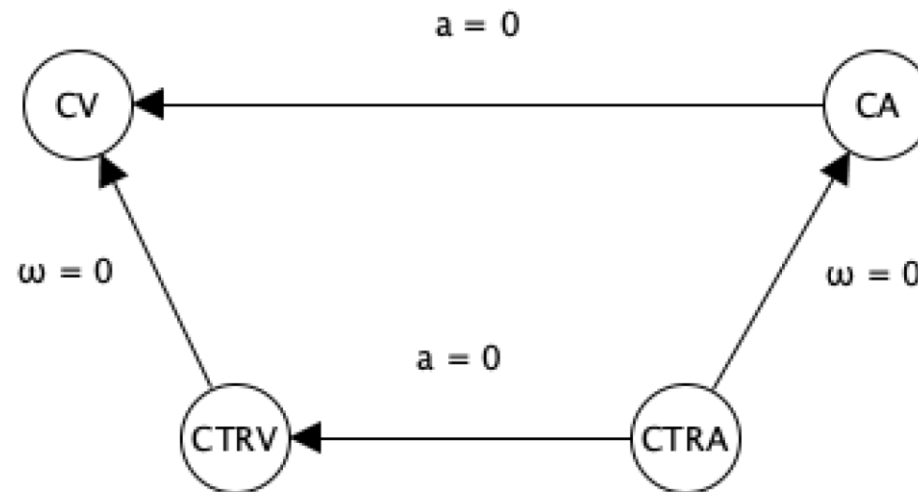 a = 0
CV
CA
ω = 0
ω = 0
a = 0
CTRV
CTRA